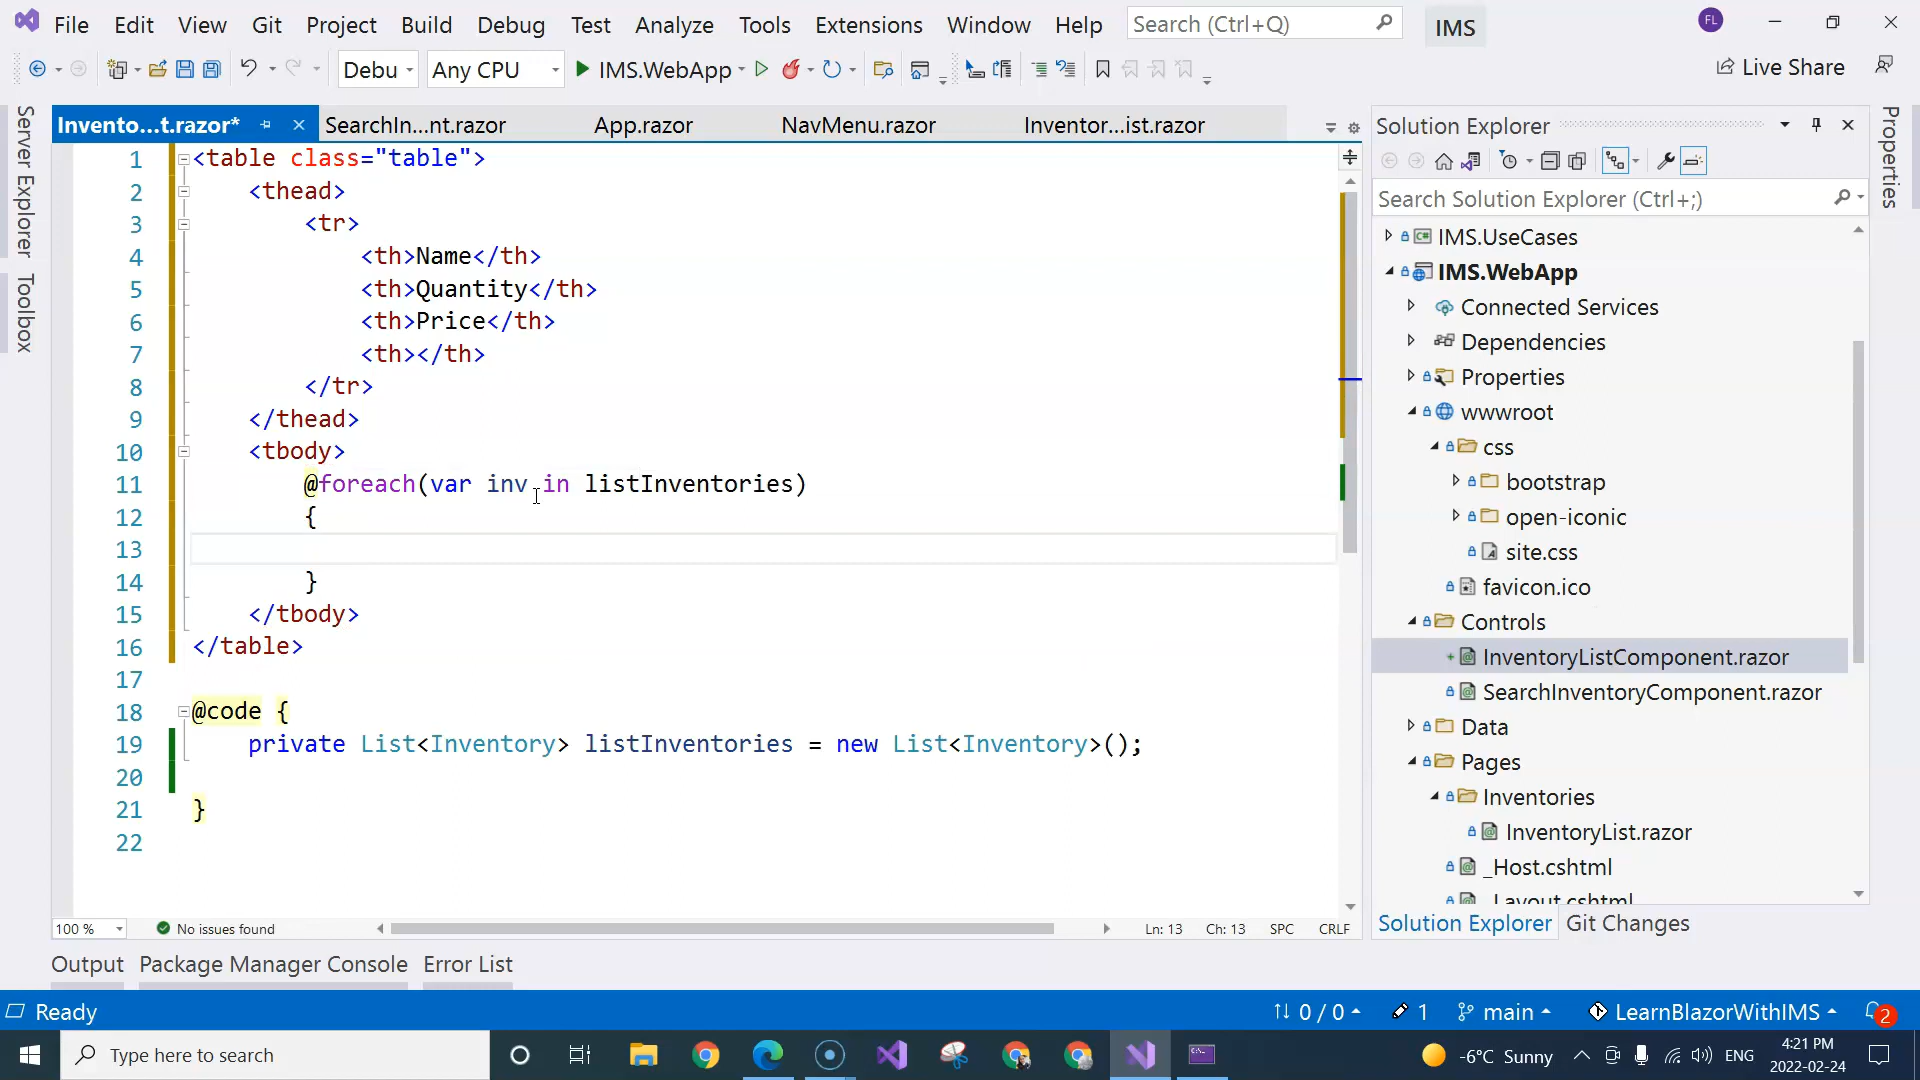 File Edit View Git Project Build Debug Test Analyze Tools Extensions Window Help Search (Ctrl+Q) IMS FL
Debu Any CPU IMS.WebApp Live Share
Server Explorer
Toolbox
Invento...t.razor* SearchIn...nt.razor App.razor NavMenu.razor Inventor...ist.razor
1 <table class="table">
2 <thead>
3 <tr>
4 <th>Name</th>
5 <th>Quantity</th>
6 <th>Price</th>
7 <th></th>
8 </tr>
9 </thead>
10 <tbody>
11 @foreach(var inv in listInventories)
12 {
13
14 }
15 </tbody>
16 </table>
17
18 @code {
19 private List<Inventory> listInventories = new List<Inventory>();
20
21 }
22
100 % No issues found Ln: 13 Ch: 13 SPC CRLF
Solution Explorer
Search Solution Explorer (Ctrl+;)
IMS.UseCases
IMS.WebApp
Connected Services
Dependencies
Properties
wwwroot
css
bootstrap
open-iconic
site.css
favicon.ico
Controls
InventoryListComponent.razor
SearchInventoryComponent.razor
Data
Pages
Inventories
InventoryList.razor
_Host.cshtml
_Layout.cshtml
Solution Explorer Git Changes
Properties
Output Package Manager Console Error List
Ready 0 / 0 1 main LearnBlazorWithIMS 2
Type here to search -6°C Sunny ENG 4:21 PM
2022-02-24